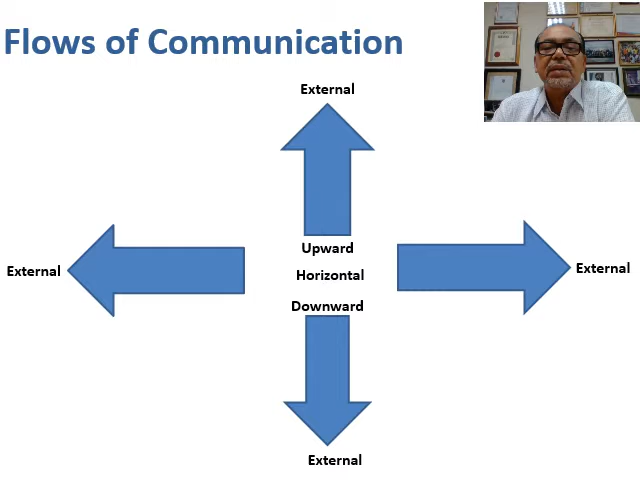 Flows of Communication
External
Upward
External
Horizontal
External
Downward
External